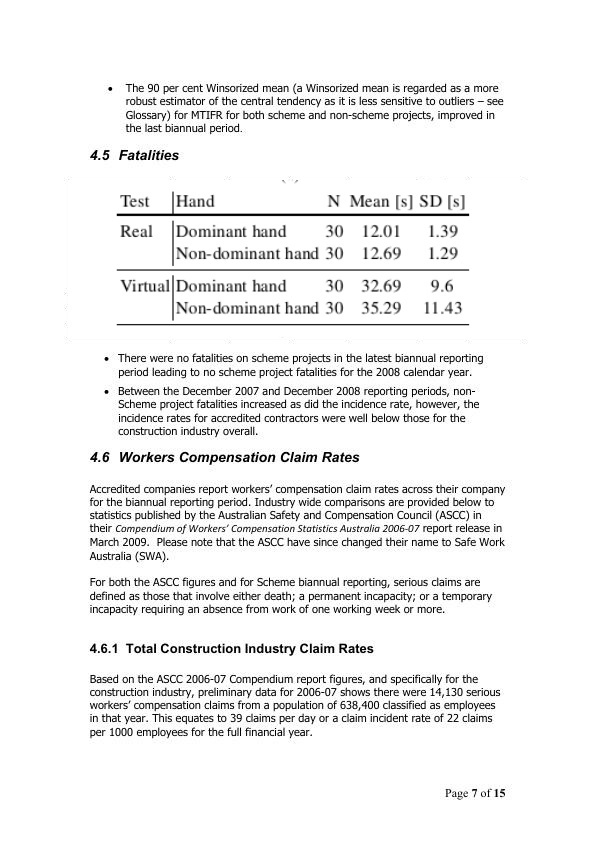 • The 90 per cent Winsorized mean (a Winsorized mean is regarded as a more
robust estimator of the central tendency as it is less sensitive to outliers – see
Glossary) for MTIFR for both scheme and non-scheme projects, improved in
the last biannual period.
4.5 Fatalities
Test Hand N Mean [s] SD [s]
Real Dominant hand 30 12.01 1.39
Non-dominant hand 30 12.69 1.29
Virtual Dominant hand 30 32.69 9.6
Non-dominant hand 30 35.29 11.43
• There were no fatalities on scheme projects in the latest biannual reporting
period leading to no scheme project fatalities for the 2008 calendar year.
• Between the December 2007 and December 2008 reporting periods, non-
Scheme project fatalities increased as did the incidence rate, however, the
incidence rates for accredited contractors were well below those for the
construction industry overall.
4.6 Workers Compensation Claim Rates
Accredited companies report workers’ compensation claim rates across their company
for the biannual reporting period. Industry wide comparisons are provided below to
statistics published by the Australian Safety and Compensation Council (ASCC) in
their Compendium of Workers’ Compensation Statistics Australia 2006-07 report release in
March 2009. Please note that the ASCC have since changed their name to Safe Work
Australia (SWA).
For both the ASCC figures and for Scheme biannual reporting, serious claims are
defined as those that involve either death; a permanent incapacity; or a temporary
incapacity requiring an absence from work of one working week or more.
4.6.1 Total Construction Industry Claim Rates
Based on the ASCC 2006-07 Compendium report figures, and specifically for the
construction industry, preliminary data for 2006-07 shows there were 14,130 serious
workers’ compensation claims from a population of 638,400 classified as employees
in that year. This equates to 39 claims per day or a claim incident rate of 22 claims
per 1000 employees for the full financial year.
Page 7 of 15